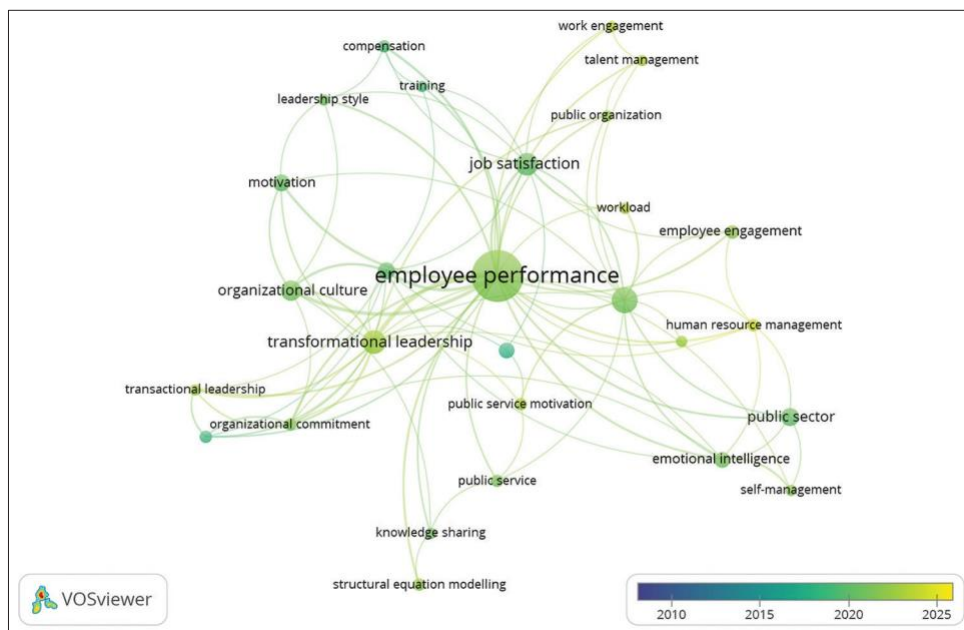 work engagement
compensation
talent management
training
leadership style
public organization
job satisfaction
motivation
workload
employee engagement
employee performance
organizational culture
human resource management
transformational leadership
transactional leadership
public service motivation
public sector
organizational commitment
emotional intelligence
public service
self-management
knowledge sharing
structural equation modelling
VOSviewer
2010 2015 2020 2025